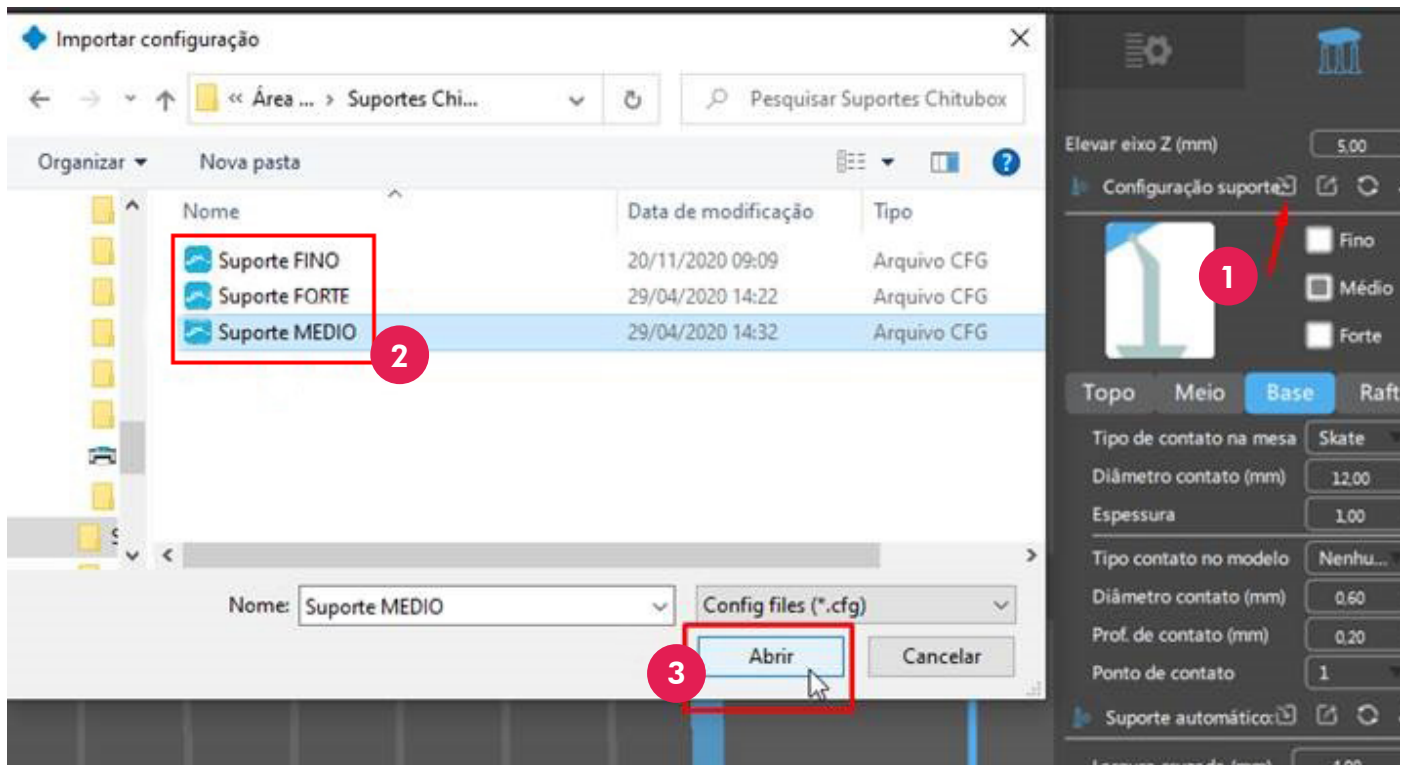 Importar configuração
« Área ... › Suportes Chi...
Pesquisar Suportes Chitubox
Organizar
Nova pasta
Nome
Data de modificação
Tipo
Suporte FINO
20/11/2020 09:09
Arquivo CFG
Suporte FORTE
29/04/2020 14:22
Arquivo CFG
Suporte MEDIO
29/04/2020 14:32
Arquivo CFG
2
S
Nome:
Suporte MEDIO
Config files (*.cfg)
3
Abrir
Cancelar
Elevar eixo Z (mm)
5,00
Configuração suporte
1
Fino
Médio
Forte
Topo
Meio
Base
Raft
Tipo de contato na mesa
Skate
Diâmetro contato (mm)
12,00
Espessura
1,00
Tipo contato no modelo
Nenhu...
Diâmetro contato (mm)
0,60
Prof. de contato (mm)
0,20
Ponto de contato
1
Suporte automático: